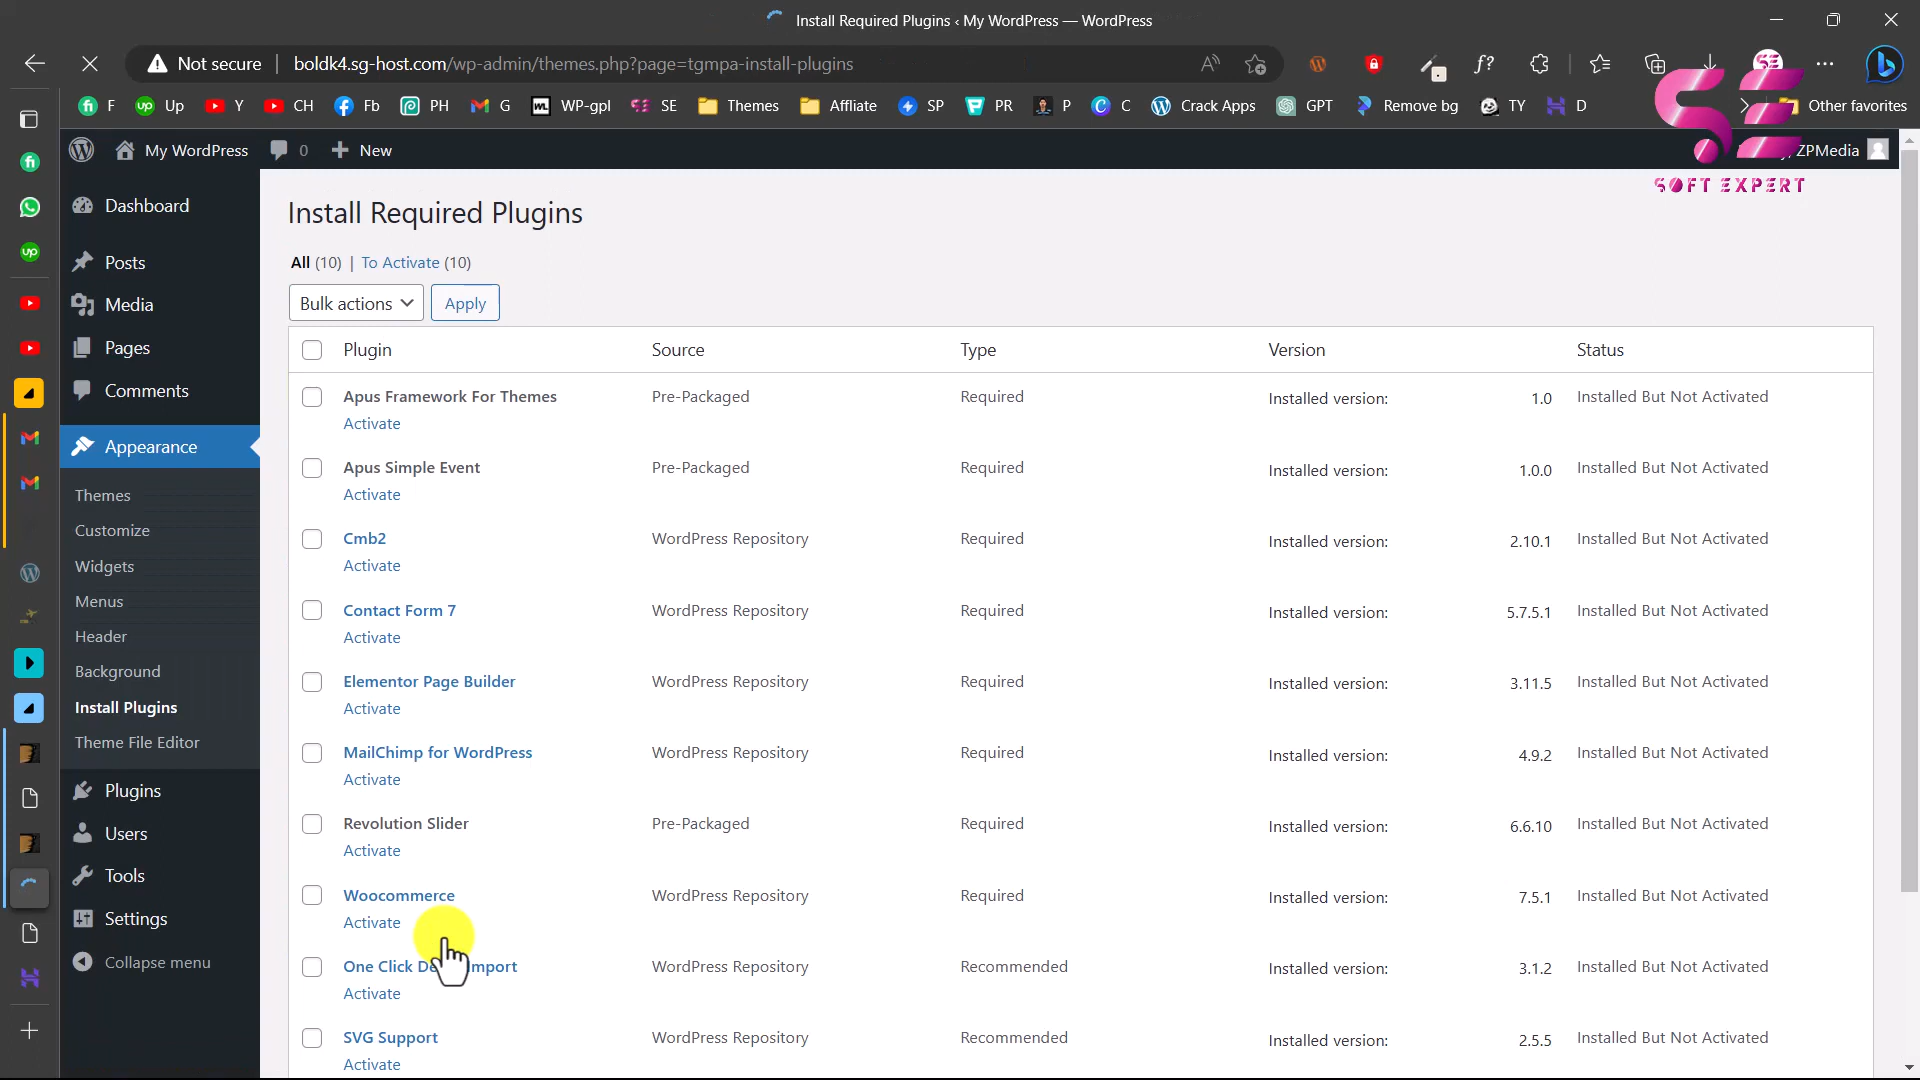 Install Required Plugins ‹ My WordPress — WordPress
Not secure | boldk4.sg-host.com/wp-admin/themes.php?page=tgmpa-install-plugins
F Up Y CH Fb PH G WP-gpl SE Themes Affliate SP PR P C Crack Apps GPT Remove bg TY D Other favorites
My WordPress 0 New ZPMedia
SOFT EXPERT
Dashboard
Posts
Media
Pages
Comments
Appearance
Themes
Customize
Widgets
Menus
Header
Background
Install Plugins
Theme File Editor
Plugins
Users
Tools
Settings
Collapse menu
Install Required Plugins
All (10) | To Activate (10)
Bulk actions Apply
Plugin Source Type Version Status
Apus Framework For Themes Pre-Packaged Required Installed version: 1.0 Installed But Not Activated
Activate
Apus Simple Event Pre-Packaged Required Installed version: 1.0.0 Installed But Not Activated
Activate
Cmb2 WordPress Repository Required Installed version: 2.10.1 Installed But Not Activated
Activate
Contact Form 7 WordPress Repository Required Installed version: 5.7.5.1 Installed But Not Activated
Activate
Elementor Page Builder WordPress Repository Required Installed version: 3.11.5 Installed But Not Activated
Activate
MailChimp for WordPress WordPress Repository Required Installed version: 4.9.2 Installed But Not Activated
Activate
Revolution Slider Pre-Packaged Required Installed version: 6.6.10 Installed But Not Activated
Activate
Woocommerce WordPress Repository Required Installed version: 7.5.1 Installed But Not Activated
Activate
One Click Import WordPress Repository Recommended Installed version: 3.1.2 Installed But Not Activated
Activate
SVG Support WordPress Repository Recommended Installed version: 2.5.5 Installed But Not Activated
Activate